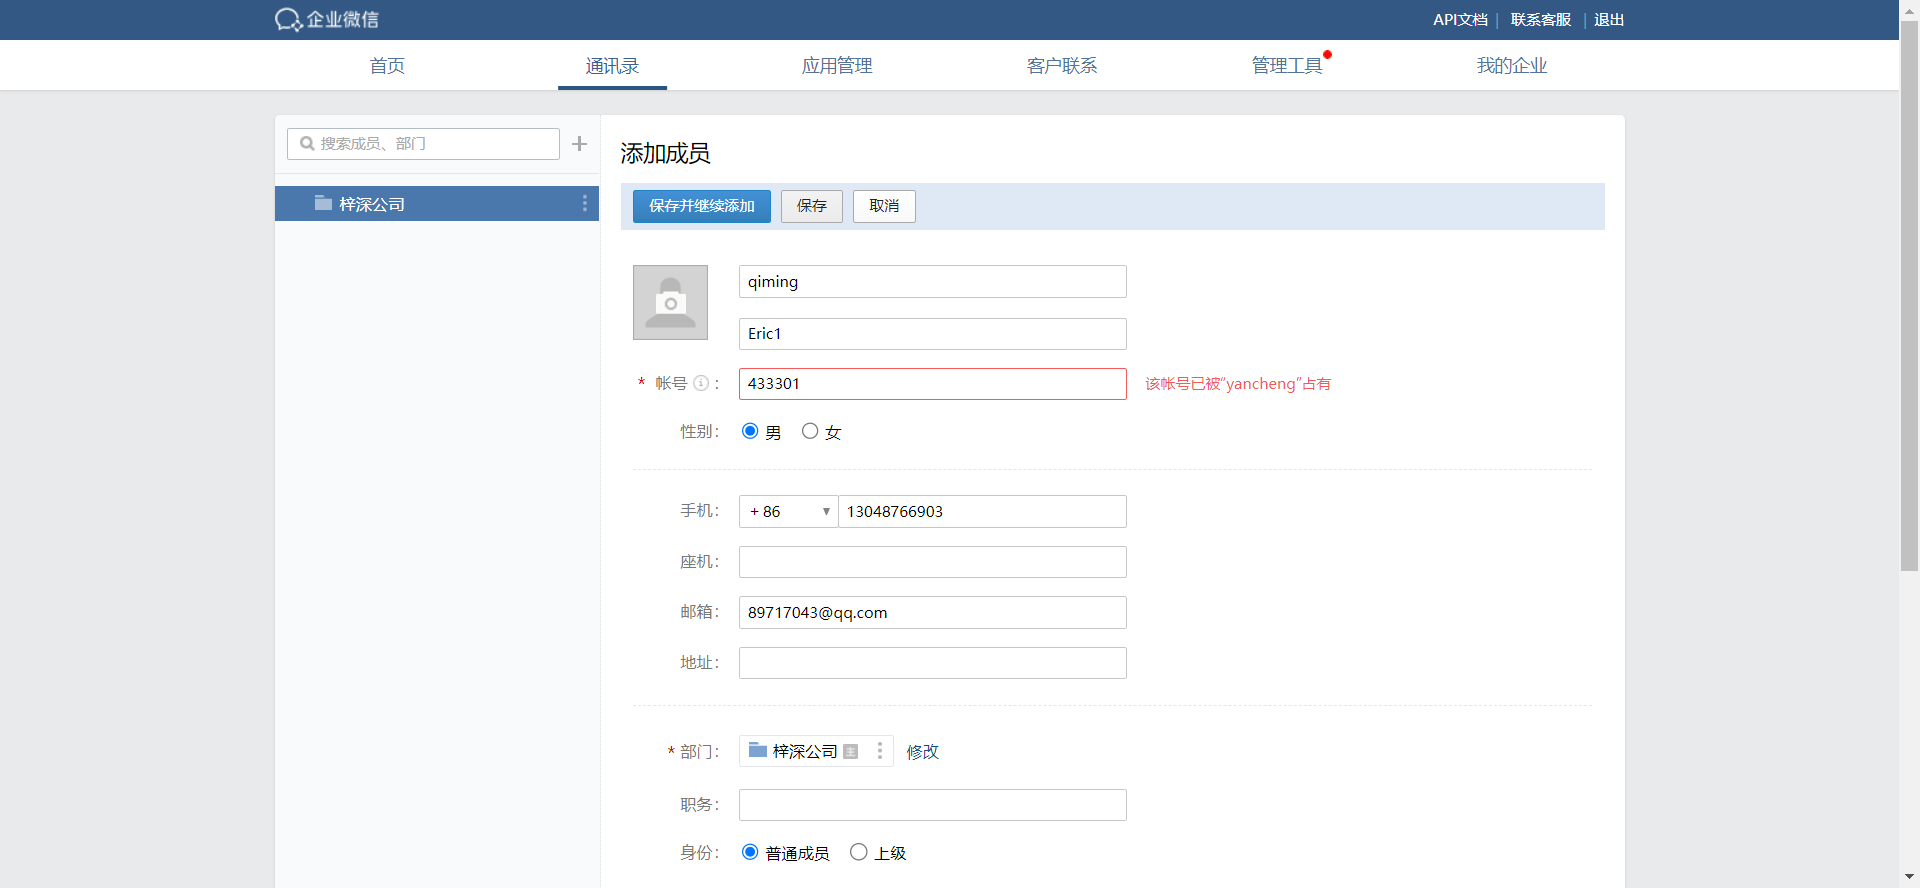 企业微信
API文档 | 联系客服 | 退出
首页 通讯录 应用管理 客户联系 管理工具 我的企业
搜索成员、部门
梓深公司
添加成员
保存并继续添加 保存 取消
qiming
Eric1
* 帐号 : 433301 该帐号已被“yancheng”占有
性别: 男 女
手机: + 86 13048766903
座机:
邮箱: 89717043@qq.com
地址:
* 部门: 梓深公司 主 修改
职务:
身份: 普通成员 上级